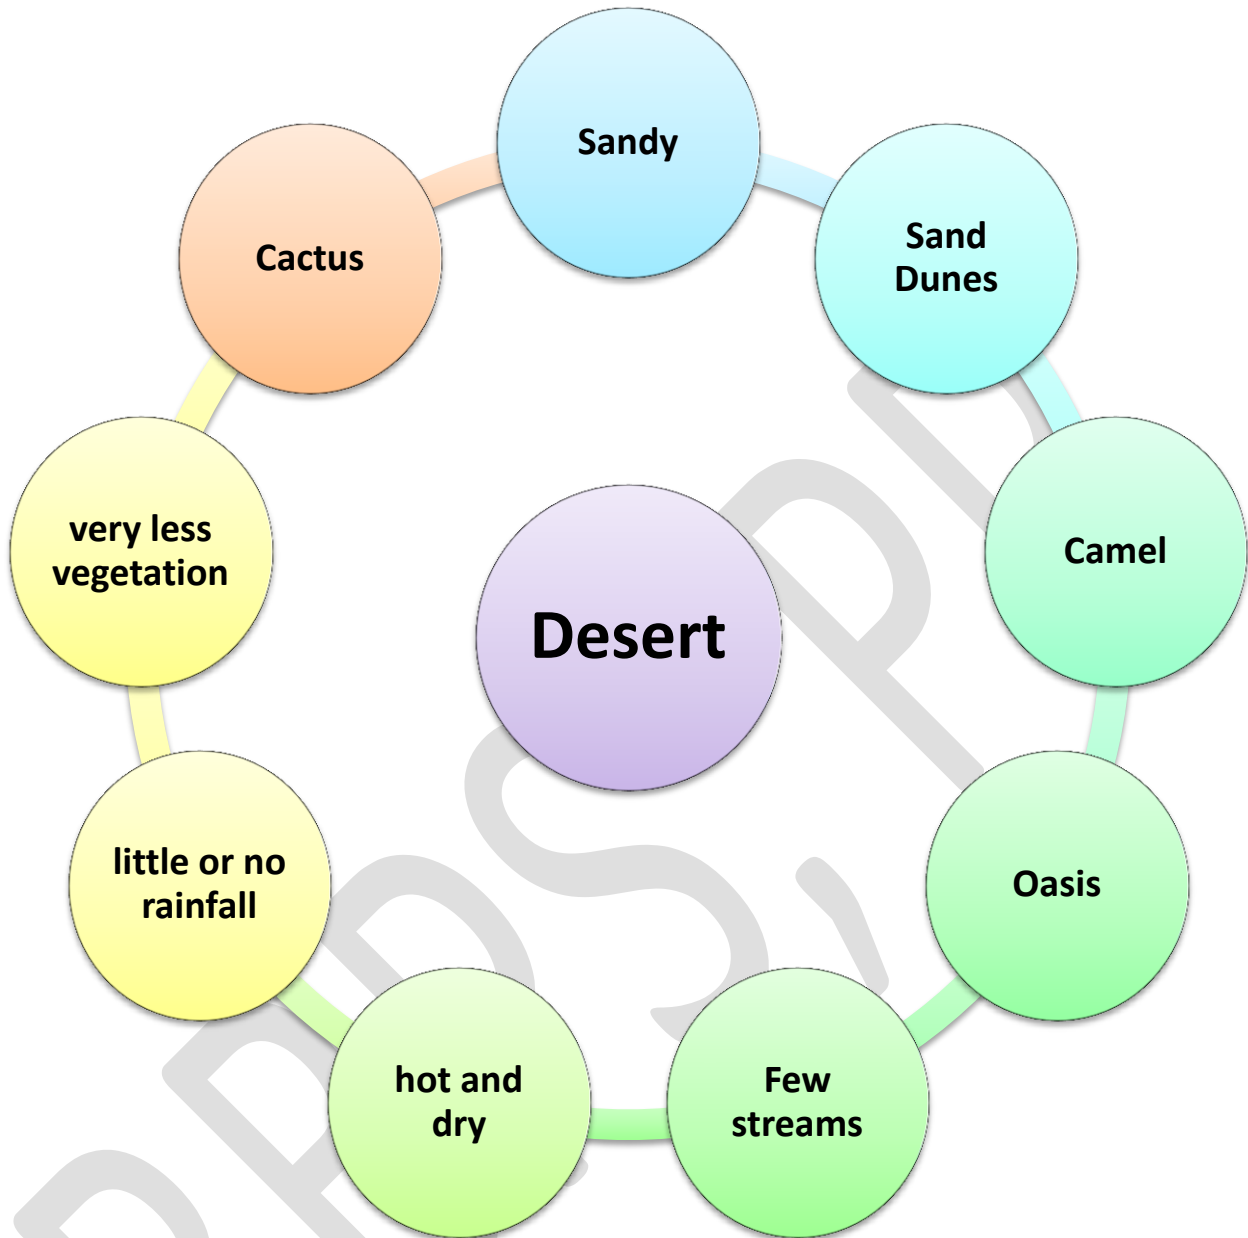 Sandy
Sand
Dunes
Camel
Oasis
Few
streams
hot and
dry
little or no
rainfall
very less
vegetation
Cactus
Desert